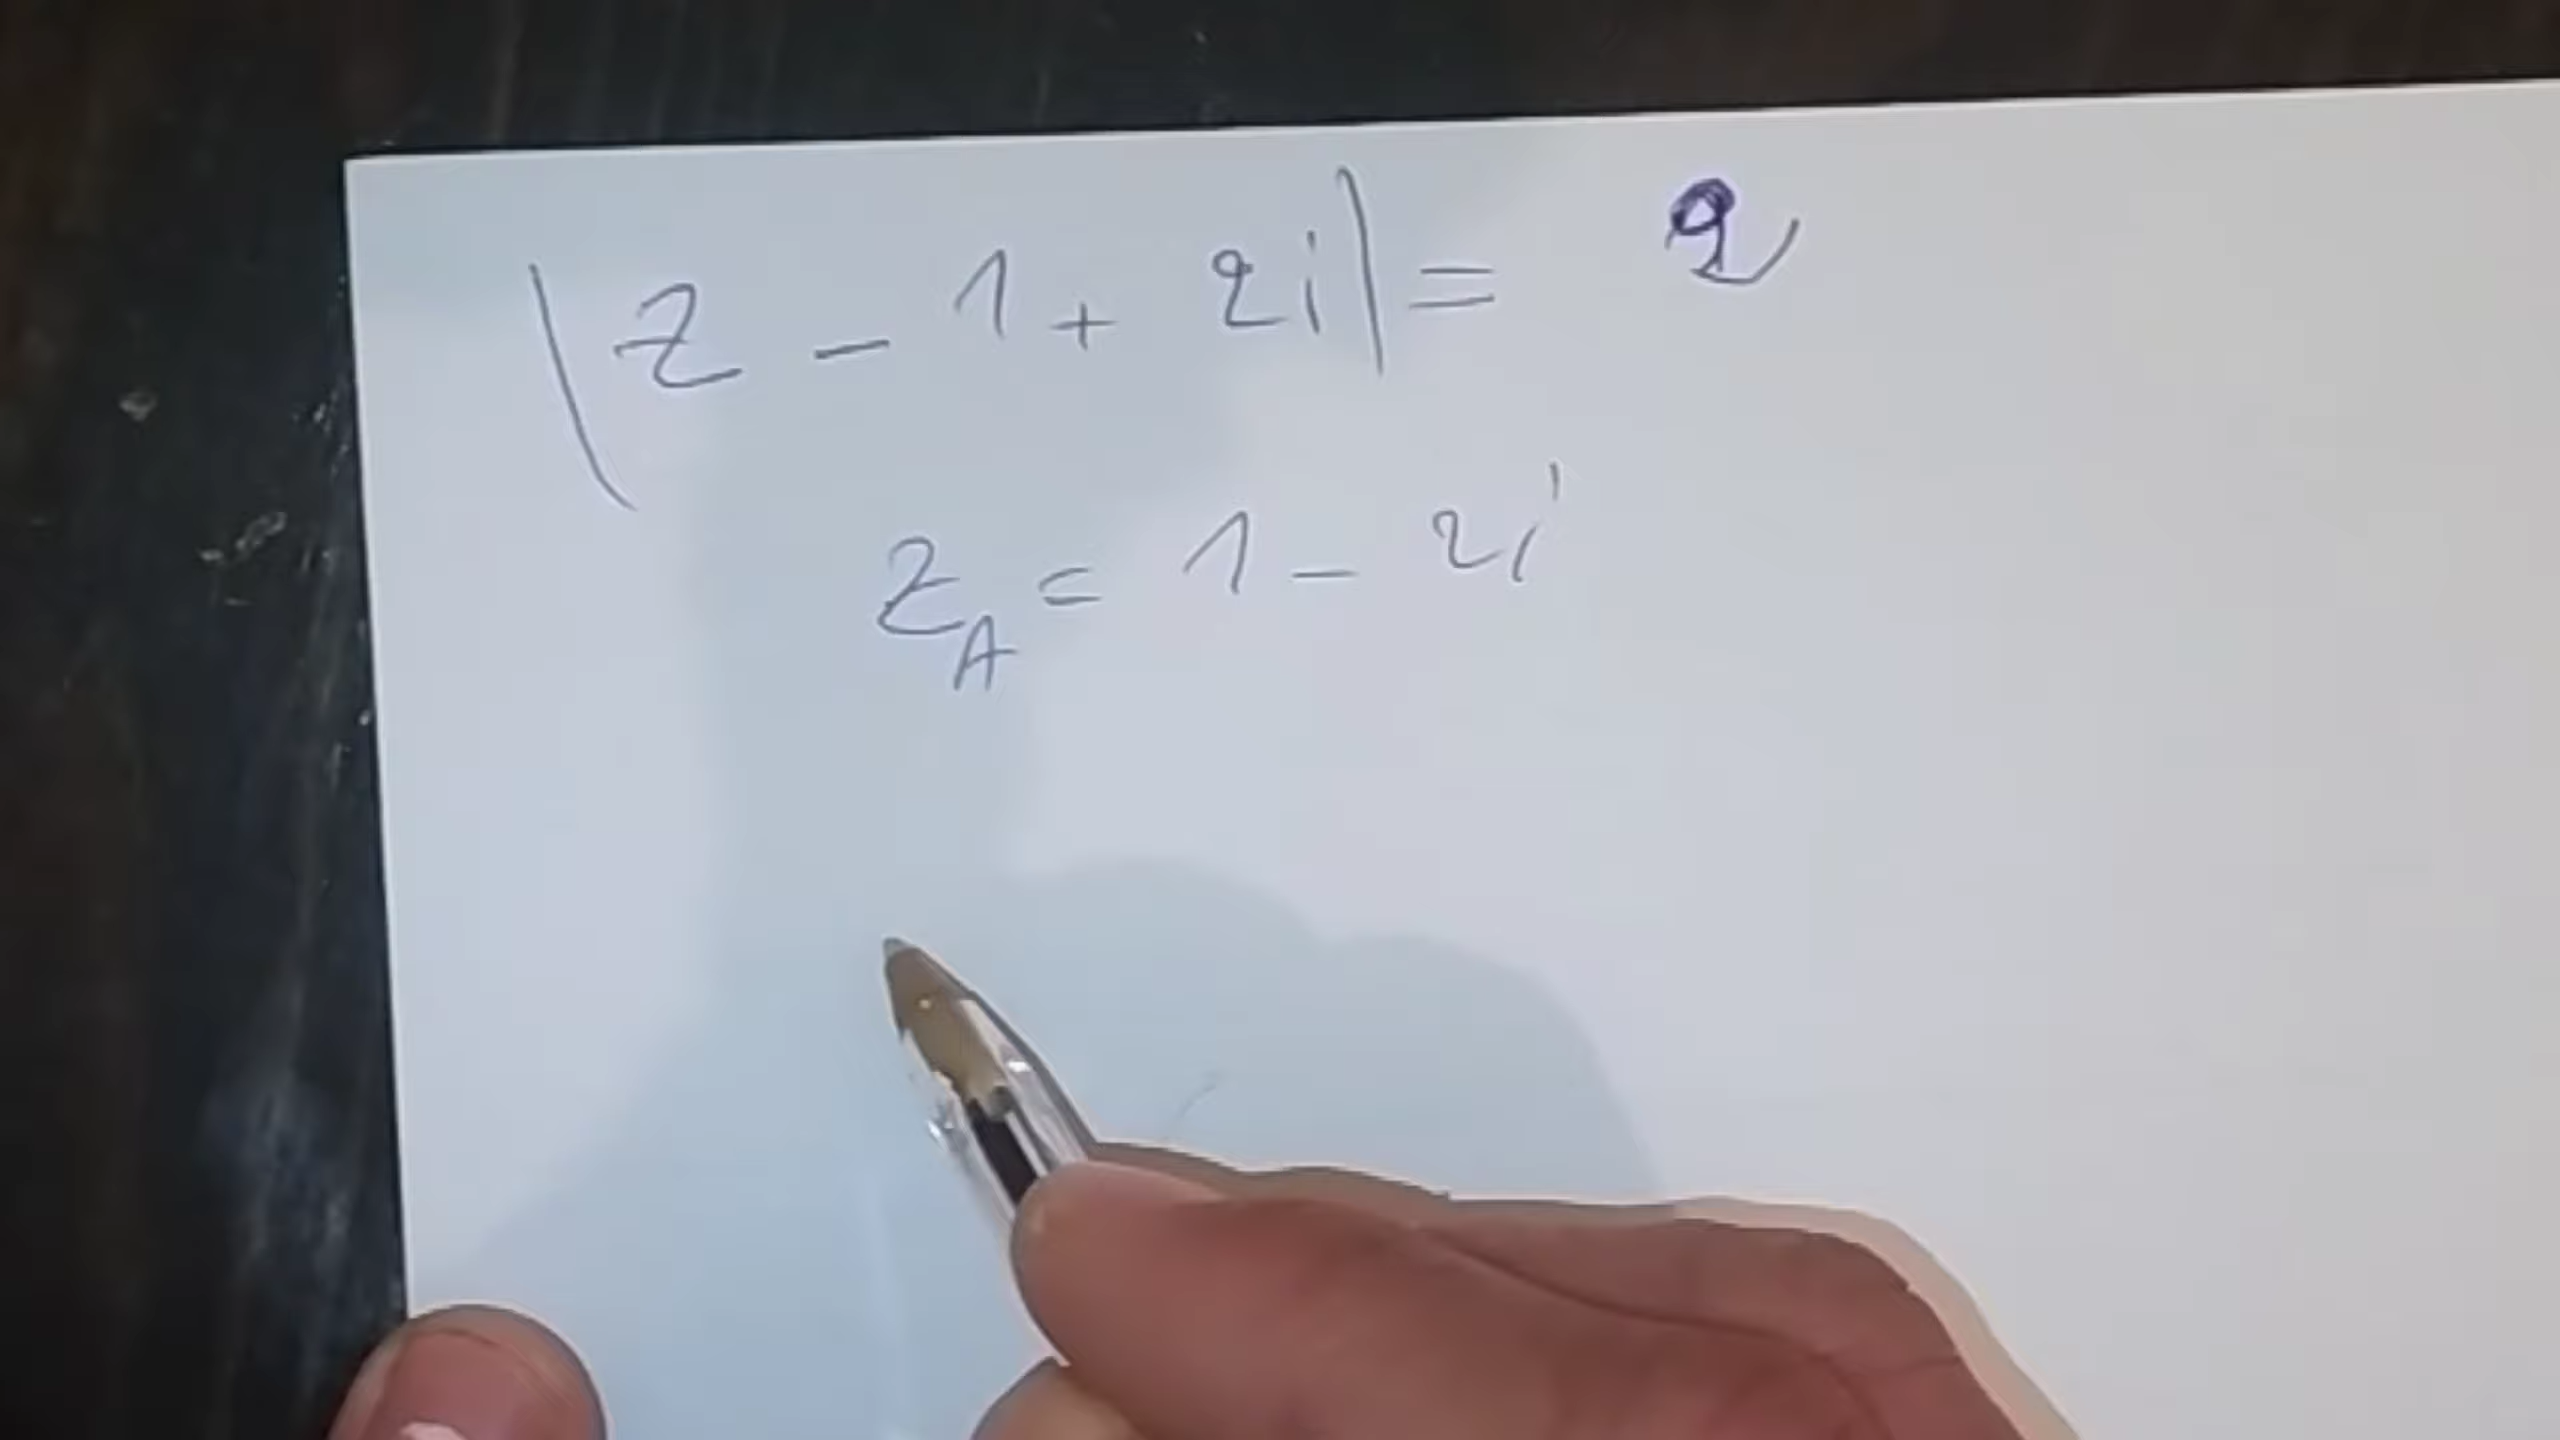 |Z - 1 + 2i| = 2
Z_A = 1 - 2i